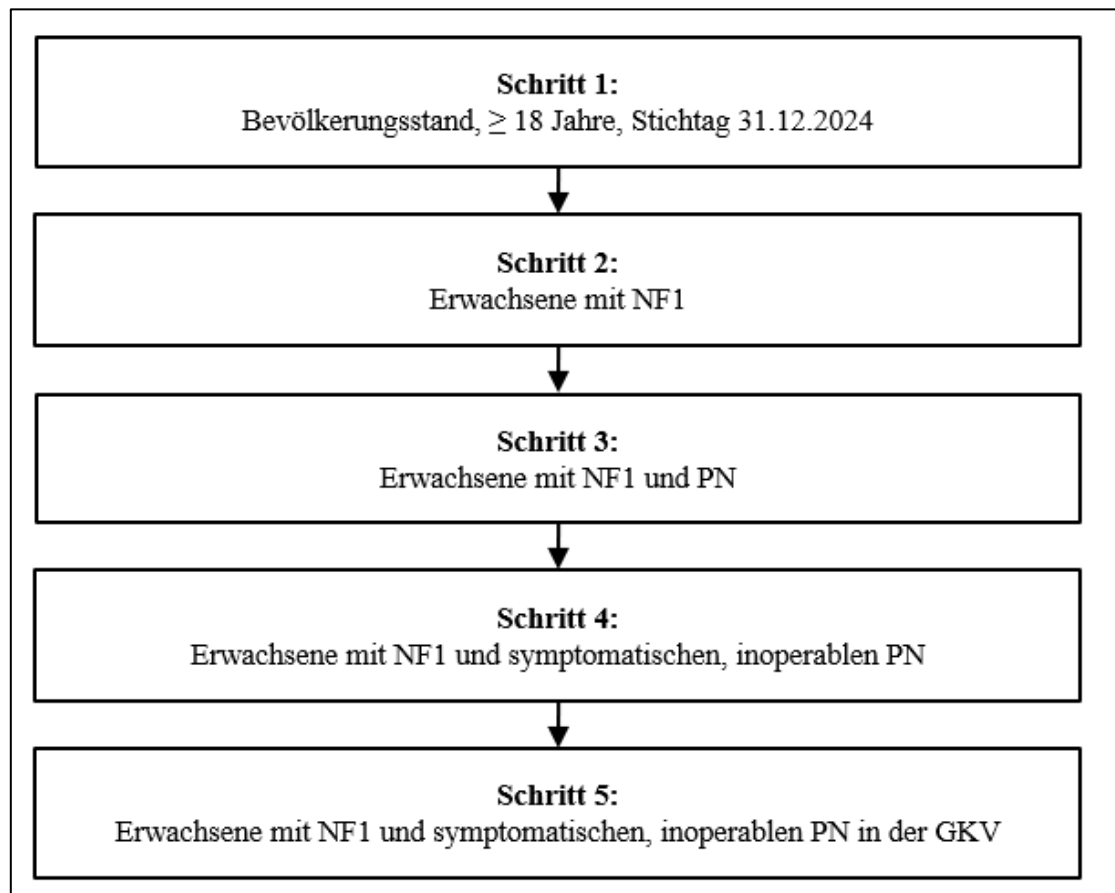 Schritt 1:
Bevölkerungsstand, ≥ 18 Jahre, Stichtag 31.12.2024
Schritt 2:
Erwachsene mit NF1
Schritt 3:
Erwachsene mit NF1 und PN
Schritt 4:
Erwachsene mit NF1 und symptomatischen, inoperablen PN
Schritt 5:
Erwachsene mit NF1 und symptomatischen, inoperablen PN in der GKV